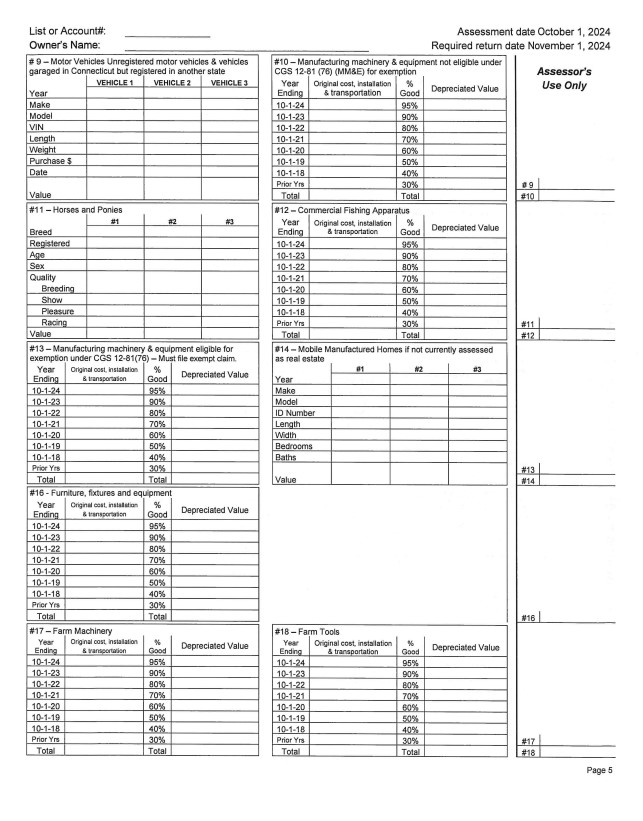 List or Account#: Assessment date October 1, 2024
Owner's Name: Required return date November 1, 2024
# 9 – Motor Vehicles Unregistered motor vehicles & vehicles
garaged in Connecticut but registered in another state
VEHICLE 1 VEHICLE 2 VEHICLE 3
Year
Make
Model
VIN
Length
Weight
Purchase $
Date
Value
#10 – Manufacturing machinery & equipment not eligible under
CGS 12-81 (76) (MM&E) for exemption
Year Original cost, installation % Depreciated Value
Ending & transportation Good
10-1-24 95%
10-1-23 90%
10-1-22 80%
10-1-21 70%
10-1-20 60%
10-1-19 50%
10-1-18 40%
Prior Yrs 30%
Total Total
Assessor's
Use Only
# 9
#10
#11 – Horses and Ponies
#1 #2 #3
Breed
Registered
Age
Sex
Quality
Breeding
Show
Pleasure
Racing
Value
#12 – Commercial Fishing Apparatus
Year Original cost, installation % Depreciated Value
Ending & transportation Good
10-1-24 95%
10-1-23 90%
10-1-22 80%
10-1-21 70%
10-1-20 60%
10-1-19 50%
10-1-18 40%
Prior Yrs 30%
Total Total
#11
#12
#13 – Manufacturing machinery & equipment eligible for
exemption under CGS 12-81(76) – Must file exempt claim.
Year Original cost, installation % Depreciated Value
Ending & transportation Good
10-1-24 95%
10-1-23 90%
10-1-22 80%
10-1-21 70%
10-1-20 60%
10-1-19 50%
10-1-18 40%
Prior Yrs 30%
Total Total
#14 – Mobile Manufactured Homes if not currently assessed
as real estate
#1 #2 #3
Year
Make
Model
ID Number
Length
Width
Bedrooms
Baths
Value
#13
#14
#16 - Furniture, fixtures and equipment
Year Original cost, installation % Depreciated Value
Ending & transportation Good
10-1-24 95%
10-1-23 90%
10-1-22 80%
10-1-21 70%
10-1-20 60%
10-1-19 50%
10-1-18 40%
Prior Yrs 30%
Total Total
#16
#17 – Farm Machinery
Year Original cost, installation % Depreciated Value
Ending & transportation Good
10-1-24 95%
10-1-23 90%
10-1-22 80%
10-1-21 70%
10-1-20 60%
10-1-19 50%
10-1-18 40%
Prior Yrs 30%
Total Total
#18 – Farm Tools
Year Original cost, installation % Depreciated Value
Ending & transportation Good
10-1-24 95%
10-1-23 90%
10-1-22 80%
10-1-21 70%
10-1-20 60%
10-1-19 50%
10-1-18 40%
Prior Yrs 30%
Total Total
#17
#18
Page 5